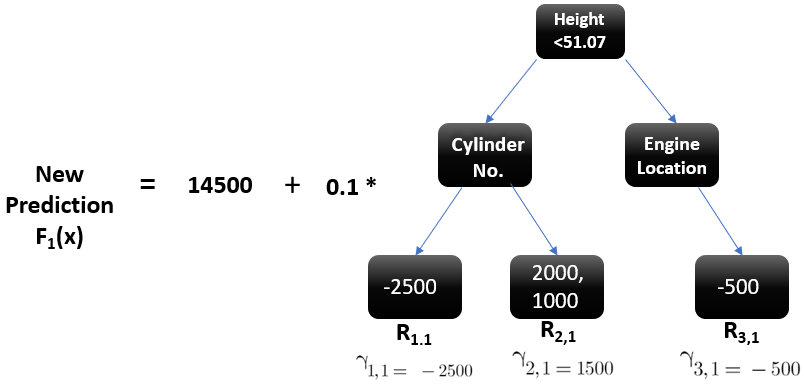 Height
<51.07
Cylinder
No.
Engine
Location
New
Prediction
F₁(x)
= 14500 + 0.1 *
-2500
2000,
1000
-500
R₁.₁
R₂,₁
R₃,₁
γ₁,₁ = −2500
γ₂,₁ = 1500
γ₃,₁ = −500